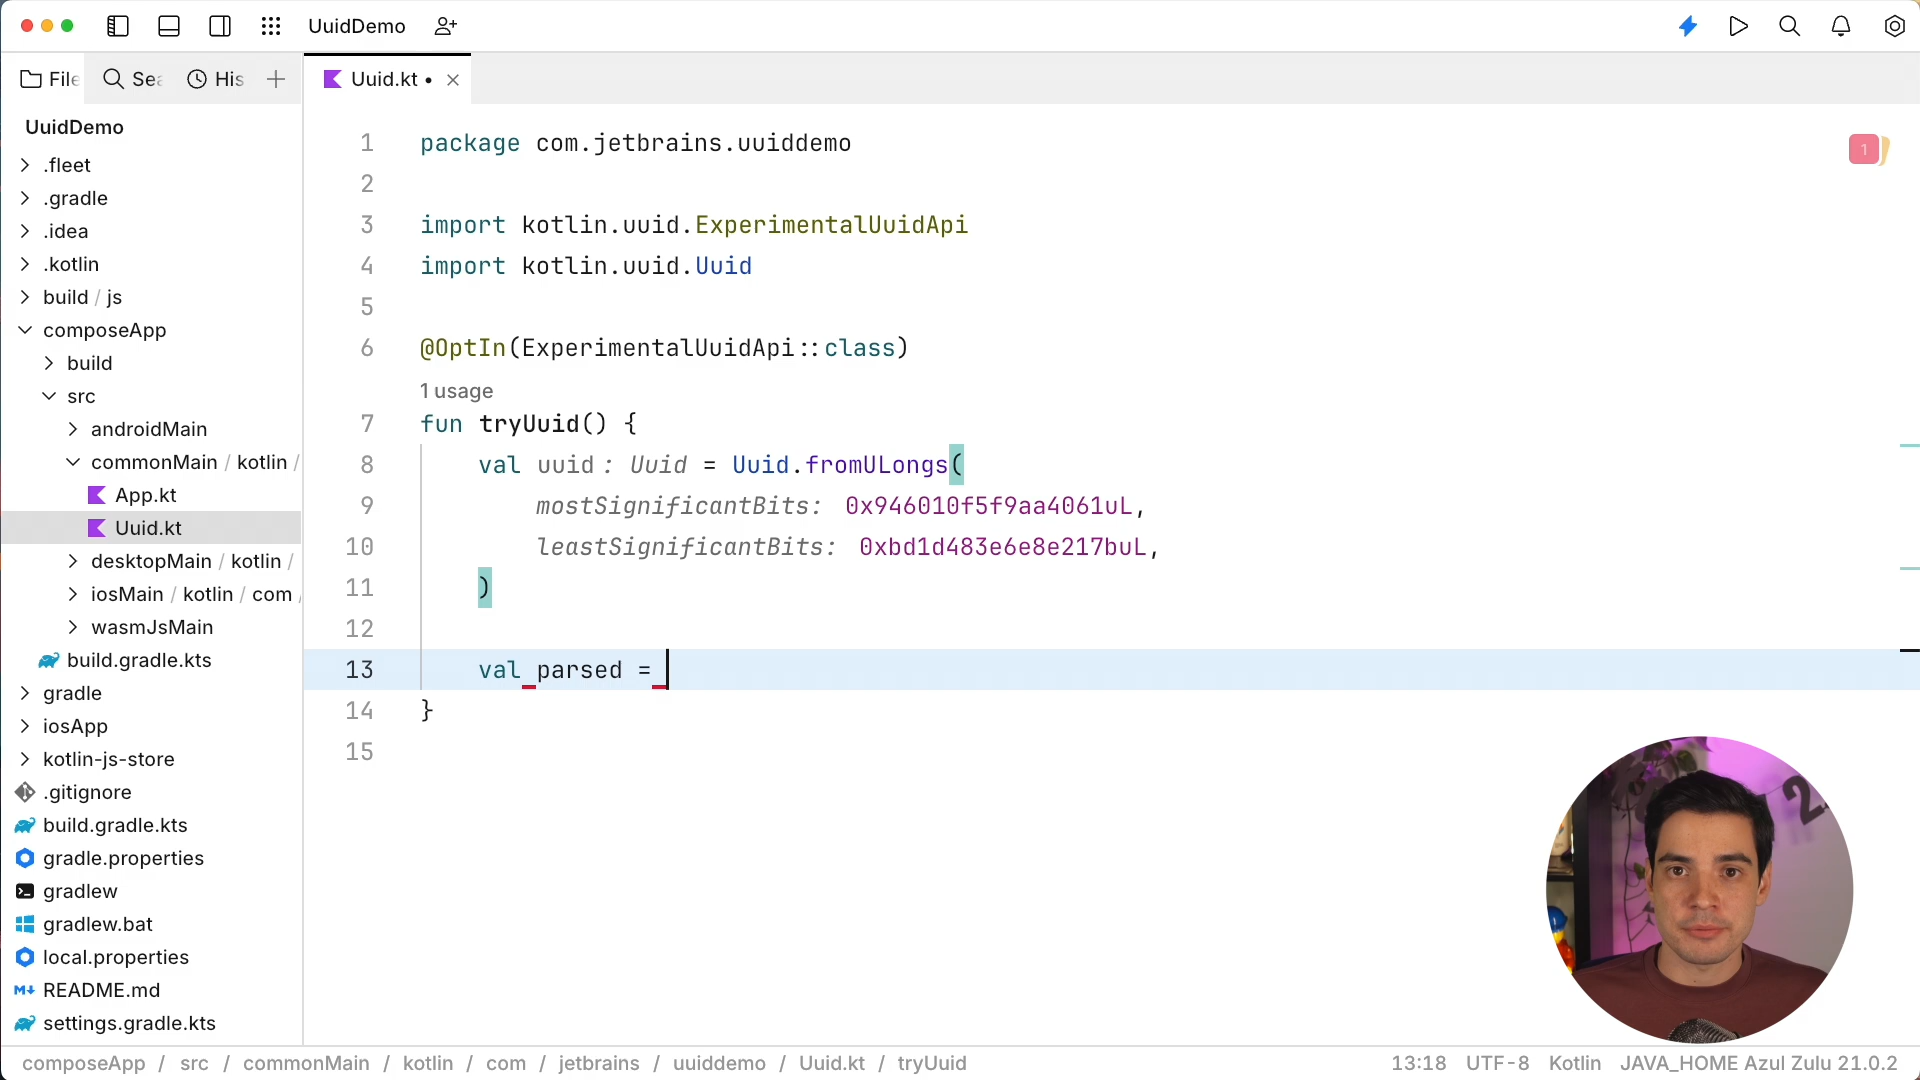 UuidDemo
File
Sea
His
Uuid.kt
UuidDemo
.fleet
.gradle
.idea
.kotlin
build / js
composeApp
build
src
androidMain
commonMain / kotlin /
App.kt
Uuid.kt
desktopMain / kotlin /
iosMain / kotlin / com /
wasmJsMain
build.gradle.kts
gradle
iosApp
kotlin-js-store
.gitignore
build.gradle.kts
gradle.properties
gradlew
gradlew.bat
local.properties
README.md
settings.gradle.kts
1 package com.jetbrains.uuiddemo
1
2
3 import kotlin.uuid.ExperimentalUuidApi
4 import kotlin.uuid.Uuid
5
6 @OptIn(ExperimentalUuidApi::class)
1 usage
7 fun tryUuid() {
8 val uuid: Uuid = Uuid.fromULongs(
9 mostSignificantBits: 0x946010f5f9aa4061uL,
10 leastSignificantBits: 0xbd1d483e6e8e217buL,
11 )
12
13 val parsed =
14 }
15
composeApp / src / commonMain / kotlin / com / jetbrains / uuiddemo / Uuid.kt / tryUuid
13:18 UTF-8 Kotlin JAVA_HOME Azul Zulu 21.0.2